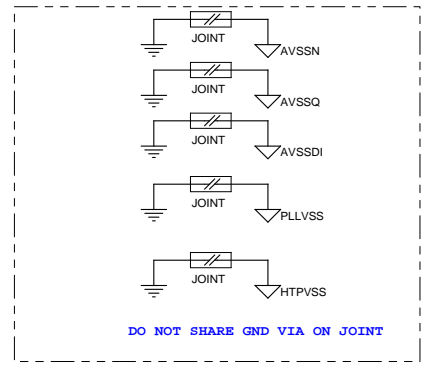 JOINT
AVSSN
JOINT
AVSSQ
JOINT
AVSSDI
JOINT
PLLVSS
JOINT
HTPVSS
DO NOT SHARE GND VIA ON JOINT